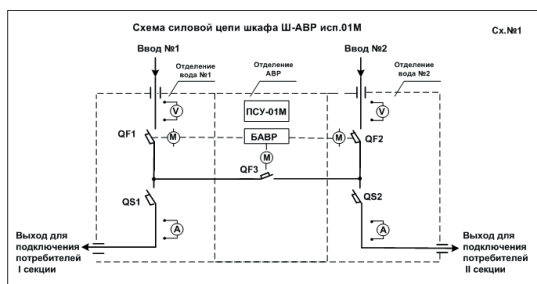 Схема силовой цепи шкафа Ш-АВР исп.01М
Сх.№1
Ввод №1
Ввод №2
Отделение
вода №1
Отделение
АВР
Отделение
вода №2
V
ПСУ-01М
V
QF1
М
БАВР
М
QF2
М
QF3
QS1
QS2
А
А
Выход для
подключения
потребителей
I секции
Выход для
подключения
потребителей
II секции